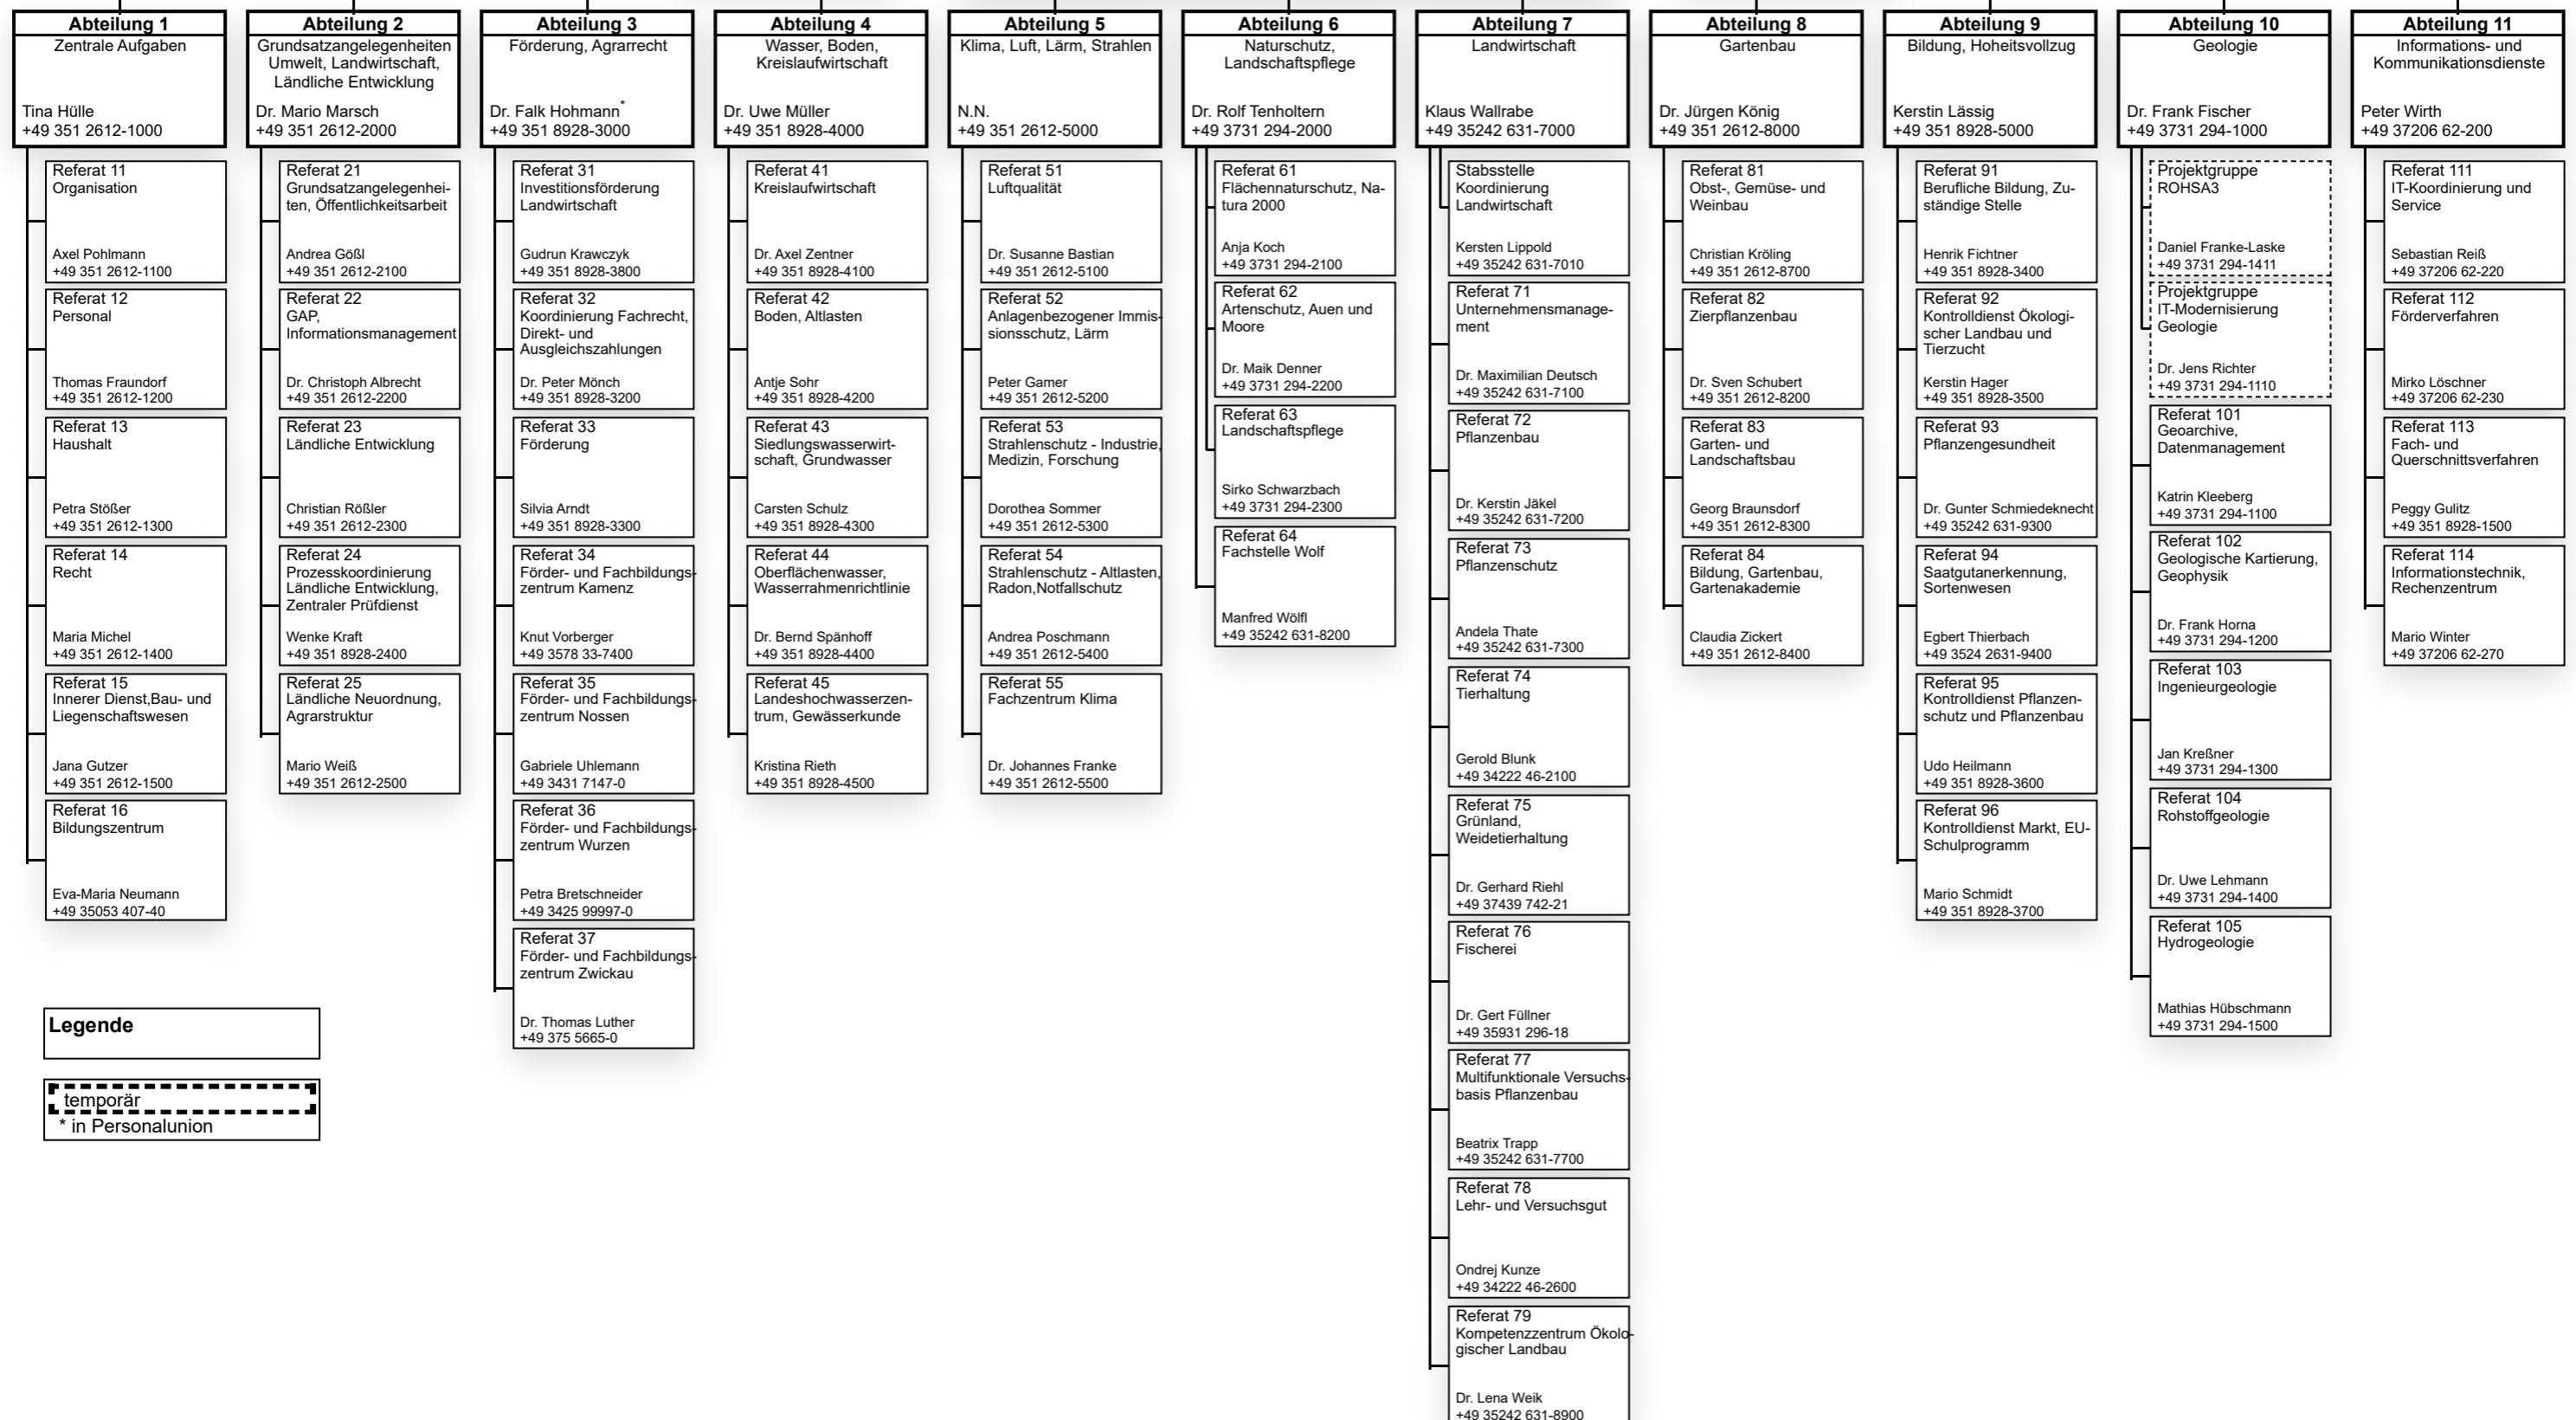 Abteilung 1
Zentrale Aufgaben
Tina Hülle
+49 351 2612-1000
Referat 11
Organisation
Axel Pohlmann
+49 351 2612-1100
Referat 12
Personal
Thomas Fraundorf
+49 351 2612-1200
Referat 13
Haushalt
Petra Stößer
+49 351 2612-1300
Referat 14
Recht
Maria Michel
+49 351 2612-1400
Referat 15
Innerer Dienst,Bau- und
Liegenschaftswesen
Jana Gutzer
+49 351 2612-1500
Referat 16
Bildungszentrum
Eva-Maria Neumann
+49 35053 407-40
Abteilung 2
Grundsatzangelegenheiten
Umwelt, Landwirtschaft,
Ländliche Entwicklung
Dr. Mario Marsch
+49 351 2612-2000
Referat 21
Grundsatzangelegenhei-
ten, Öffentlichkeitsarbeit
Andrea Gößl
+49 351 2612-2100
Referat 22
GAP,
Informationsmanagement
Dr. Christoph Albrecht
+49 351 2612-2200
Referat 23
Ländliche Entwicklung
Christian Rößler
+49 351 2612-2300
Referat 24
Prozesskoordinierung
Ländliche Entwicklung,
Zentraler Prüfdienst
Wenke Kraft
+49 351 8928-2400
Referat 25
Ländliche Neuordnung,
Agrarstruktur
Mario Weiß
+49 351 2612-2500
Abteilung 3
Förderung, Agrarrecht
Dr. Falk Hohmann*
+49 351 8928-3000
Referat 31
Investitionsförderung
Landwirtschaft
Gudrun Krawczyk
+49 351 8928-3800
Referat 32
Koordinierung Fachrecht,
Direkt- und
Ausgleichszahlungen
Dr. Peter Mönch
+49 351 8928-3200
Referat 33
Förderung
Silvia Arndt
+49 351 8928-3300
Referat 34
Förder- und Fachbildungs-
zentrum Kamenz
Knut Vorberger
+49 3578 33-7400
Referat 35
Förder- und Fachbildungs-
zentrum Nossen
Gabriele Uhlemann
+49 3431 7147-0
Referat 36
Förder- und Fachbildungs-
zentrum Wurzen
Petra Bretschneider
+49 3425 99997-0
Referat 37
Förder- und Fachbildungs-
zentrum Zwickau
Dr. Thomas Luther
+49 375 5665-0
Abteilung 4
Wasser, Boden,
Kreislaufwirtschaft
Dr. Uwe Müller
+49 351 8928-4000
Referat 41
Kreislaufwirtschaft
Dr. Axel Zentner
+49 351 8928-4100
Referat 42
Boden, Altlasten
Antje Sohr
+49 351 8928-4200
Referat 43
Siedlungswasserwirt-
schaft, Grundwasser
Carsten Schulz
+49 351 8928-4300
Referat 44
Oberflächenwasser,
Wasserrahmenrichtlinie
Dr. Bernd Spänhoff
+49 351 8928-4400
Referat 45
Landeshochwasserzen-
trum, Gewässerkunde
Kristina Rieth
+49 351 8928-4500
Abteilung 5
Klima, Luft, Lärm, Strahlen
N.N.
+49 351 2612-5000
Referat 51
Luftqualität
Dr. Susanne Bastian
+49 351 2612-5100
Referat 52
Anlagenbezogener Immis-
sionsschutz, Lärm
Peter Gamer
+49 351 2612-5200
Referat 53
Strahlenschutz - Industrie,
Medizin, Forschung
Dorothea Sommer
+49 351 2612-5300
Referat 54
Strahlenschutz - Altlasten,
Radon,Notfallschutz
Andrea Poschmann
+49 351 2612-5400
Referat 55
Fachzentrum Klima
Dr. Johannes Franke
+49 351 2612-5500
Abteilung 6
Naturschutz,
Landschaftspflege
Dr. Rolf Tenholtern
+49 3731 294-2000
Referat 61
Flächennaturschutz, Na-
tura 2000
Anja Koch
+49 3731 294-2100
Referat 62
Artenschutz, Auen und
Moore
Dr. Maik Denner
+49 3731 294-2200
Referat 63
Landschaftspflege
Sirko Schwarzbach
+49 3731 294-2300
Referat 64
Fachstelle Wolf
Manfred Wölfl
+49 35242 631-8200
Abteilung 7
Landwirtschaft
Klaus Wallrabe
+49 35242 631-7000
Stabsstelle
Koordinierung
Landwirtschaft
Kersten Lippold
+49 35242 631-7010
Referat 71
Unternehmensmanage-
ment
Dr. Maximilian Deutsch
+49 35242 631-7100
Referat 72
Pflanzenbau
Dr. Kerstin Jäkel
+49 35242 631-7200
Referat 73
Pflanzenschutz
Andela Thate
+49 35242 631-7300
Referat 74
Tierhaltung
Gerold Blunk
+49 34222 46-2100
Referat 75
Grünland,
Weidetierhaltung
Dr. Gerhard Riehl
+49 37439 742-21
Referat 76
Fischerei
Dr. Gert Füllner
+49 35931 296-18
Referat 77
Multifunktionale Versuchs-
basis Pflanzenbau
Beatrix Trapp
+49 35242 631-7700
Referat 78
Lehr- und Versuchsgut
Ondrej Kunze
+49 34222 46-2600
Referat 79
Kompetenzzentrum Ökolo-
gischer Landbau
Dr. Lena Weik
+49 35242 631-8900
Abteilung 8
Gartenbau
Dr. Jürgen König
+49 351 2612-8000
Referat 81
Obst-, Gemüse- und
Weinbau
Christian Kröling
+49 351 2612-8700
Referat 82
Zierpflanzenbau
Dr. Sven Schubert
+49 351 2612-8200
Referat 83
Garten- und
Landschaftsbau
Georg Braunsdorf
+49 351 2612-8300
Referat 84
Bildung, Gartenbau,
Gartenakademie
Claudia Zickert
+49 351 2612-8400
Abteilung 9
Bildung, Hoheitsvollzug
Kerstin Lässig
+49 351 8928-5000
Referat 91
Berufliche Bildung, Zu-
ständige Stelle
Henrik Fichtner
+49 351 8928-3400
Referat 92
Kontrolldienst Ökologi-
scher Landbau und
Tierzucht
Kerstin Hager
+49 351 8928-3500
Referat 93
Pflanzengesundheit
Dr. Gunter Schmiedeknecht
+49 35242 631-9300
Referat 94
Saatgutanerkennung,
Sortenwesen
Egbert Thierbach
+49 3524 2631-9400
Referat 95
Kontrolldienst Pflanzen-
schutz und Pflanzenbau
Udo Heilmann
+49 351 8928-3600
Referat 96
Kontrolldienst Markt, EU-
Schulprogramm
Mario Schmidt
+49 351 8928-3700
Abteilung 10
Geologie
Dr. Frank Fischer
+49 3731 294-1000
Projektgruppe
ROHSA3
Daniel Franke-Laske
+49 3731 294-1411
Projektgruppe
IT-Modernisierung
Geologie
Dr. Jens Richter
+49 3731 294-1110
Referat 101
Geoarchive,
Datenmanagement
Katrin Kleeberg
+49 3731 294-1100
Referat 102
Geologische Kartierung,
Geophysik
Dr. Frank Horna
+49 3731 294-1200
Referat 103
Ingenieurgeologie
Jan Kreßner
+49 3731 294-1300
Referat 104
Rohstoffgeologie
Dr. Uwe Lehmann
+49 3731 294-1400
Referat 105
Hydrogeologie
Mathias Hübschmann
+49 3731 294-1500
Abteilung 11
Informations- und
Kommunikationsdienste
Peter Wirth
+49 37206 62-200
Referat 111
IT-Koordinierung und
Service
Sebastian Reiß
+49 37206 62-220
Referat 112
Förderverfahren
Mirko Löschner
+49 37206 62-230
Referat 113
Fach- und
Querschnittsverfahren
Peggy Gulitz
+49 351 8928-1500
Referat 114
Informationstechnik,
Rechenzentrum
Mario Winter
+49 37206 62-270
Legende
temporär
* in Personalunion